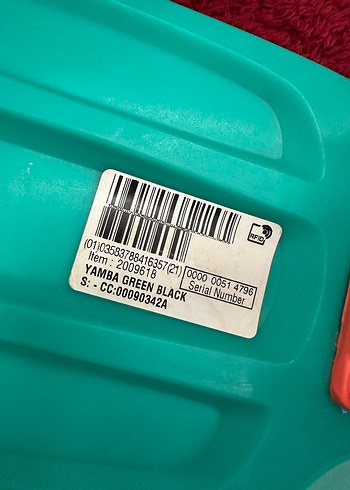 RFID
(01)03583788416357(21) 0000 0051 4796
Item : 2009618 Serial Number
YAMBA GREEN BLACK
S: - CC:00090342A